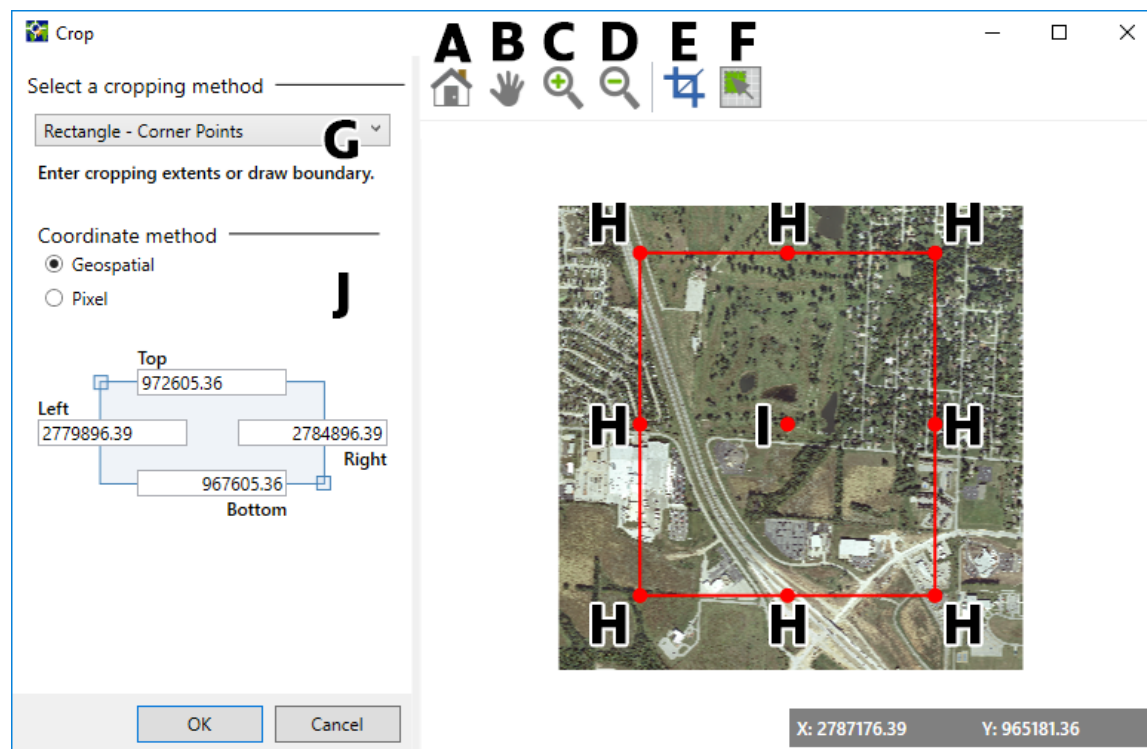 Crop
A B C D E F
Select a cropping method
Rectangle - Corner Points
G
Enter cropping extents or draw boundary.
Coordinate method
Geospatial
Pixel
J
Top
972605.36
Left
2779896.39
2784896.39
Right
967605.36
Bottom
H H H
H I H
H H H
OK Cancel
X: 2787176.39 Y: 965181.36